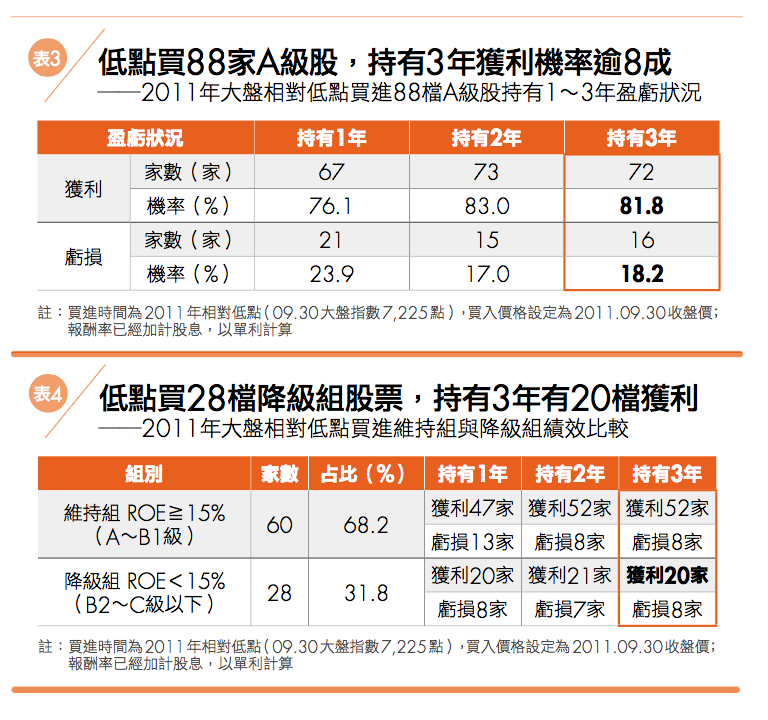 表3
低點買88家A級股，持有3年獲利機率逾8成
——2011年大盤相對低點買進88檔A級股持有1～3年盈虧狀況
盈虧狀況 持有1年 持有2年 持有3年
獲利 家數（家） 67 73 72
機率（%） 76.1 83.0 81.8
虧損 家數（家） 21 15 16
機率（%） 23.9 17.0 18.2
註：買進時間為2011年相對低點（09.30大盤指數7,225點），買入價格設定為2011.09.30收盤價；
報酬率已經加計股息，以單利計算
表4
低點買28檔降級組股票，持有3年有20檔獲利
——2011年大盤相對低點買進維持組與降級組績效比較
組別 家數 占比（%） 持有1年 持有2年 持有3年
維持組 ROE≧15%
（A～B1級）
60 68.2
獲利47家 獲利52家 獲利52家
虧損13家 虧損8家 虧損8家
降級組 ROE＜15%
（B2～C級以下）
28 31.8
獲利20家 獲利21家 獲利20家
虧損8家 虧損7家 虧損8家
註：買進時間為2011年相對低點（09.30大盤指數7,225點），買入價格設定為2011.09.30收盤價；
報酬率已經加計股息，以單利計算